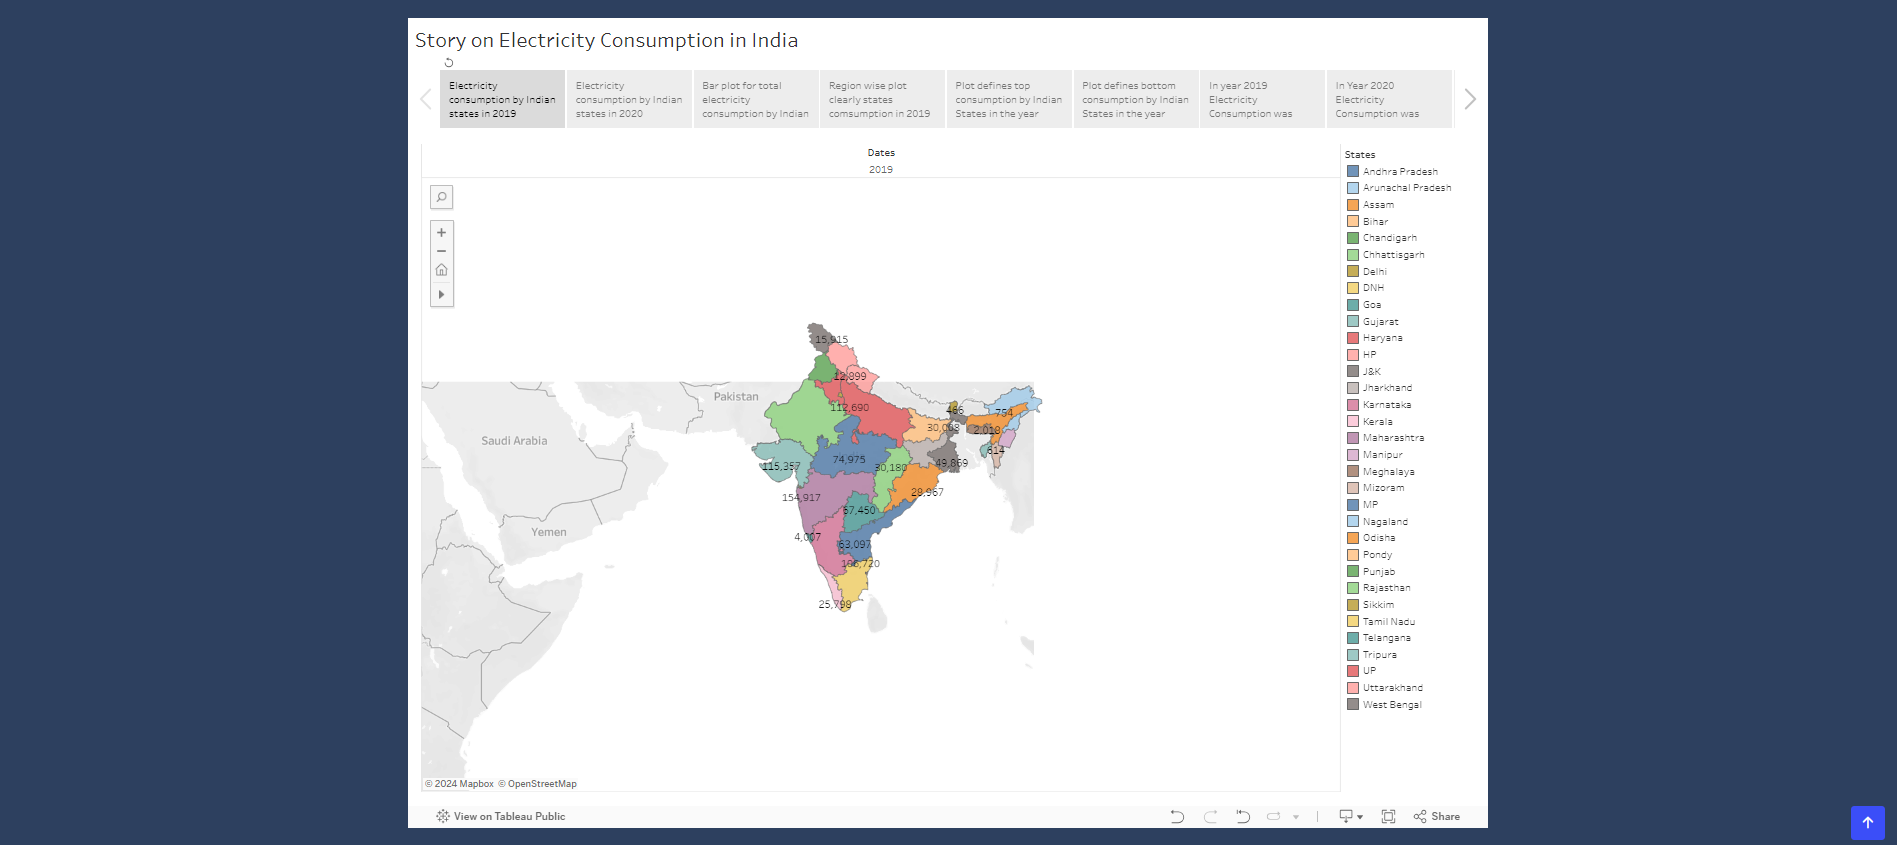 Story on Electricity Consumption in India
Electricity
consumption by Indian
states in 2019
Electricity
consumption by Indian
states in 2020
Bar plot for total
electricity
consumption by Indian
Region wise plot
clearly states
comsumption in 2019
Plot defines top
consumption by Indian
States in the year
Plot defines bottom
consumption by Indian
States in the year
In year 2019
Electricity
Consumption was
In Year 2020
Electricity
Consumption was
Dates
2019
15,915
12,899
Pakistan
112,690
466
754
30,008
2,018
Saudi Arabia
614
74,975
115,357
30,180
49,869
28,967
154,917
67,450
Yemen
4,007
63,097
25,798
© 2024 Mapbox © OpenStreetMap
States
Andhra Pradesh
Arunachal Pradesh
Assam
Bihar
Chandigarh
Chhattisgarh
Delhi
DNH
Goa
Gujarat
Haryana
HP
J&K
Jharkhand
Karnataka
Kerala
Maharashtra
Manipur
Meghalaya
Mizoram
MP
Nagaland
Odisha
Pondy
Punjab
Rajasthan
Sikkim
Tamil Nadu
Telangana
Tripura
UP
Uttarakhand
West Bengal
View on Tableau Public
Share